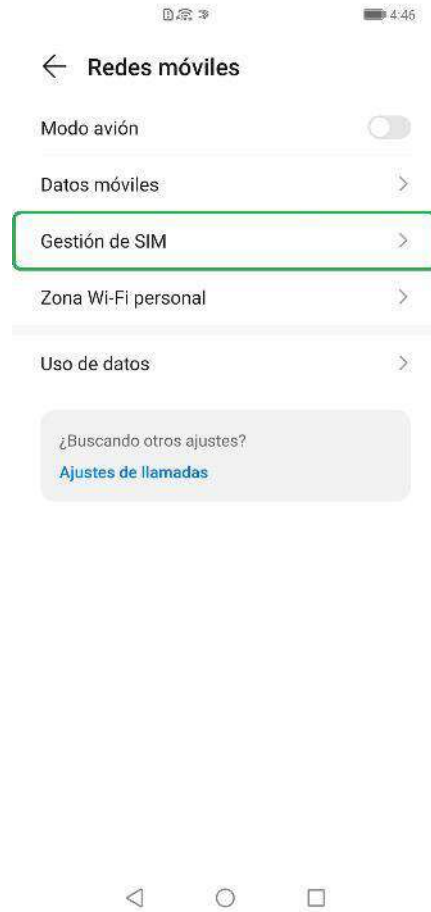 4:46
Redes móviles
Modo avión
Datos móviles
Gestión de SIM
Zona Wi-Fi personal
Uso de datos
¿Buscando otros ajustes?
Ajustes de llamadas